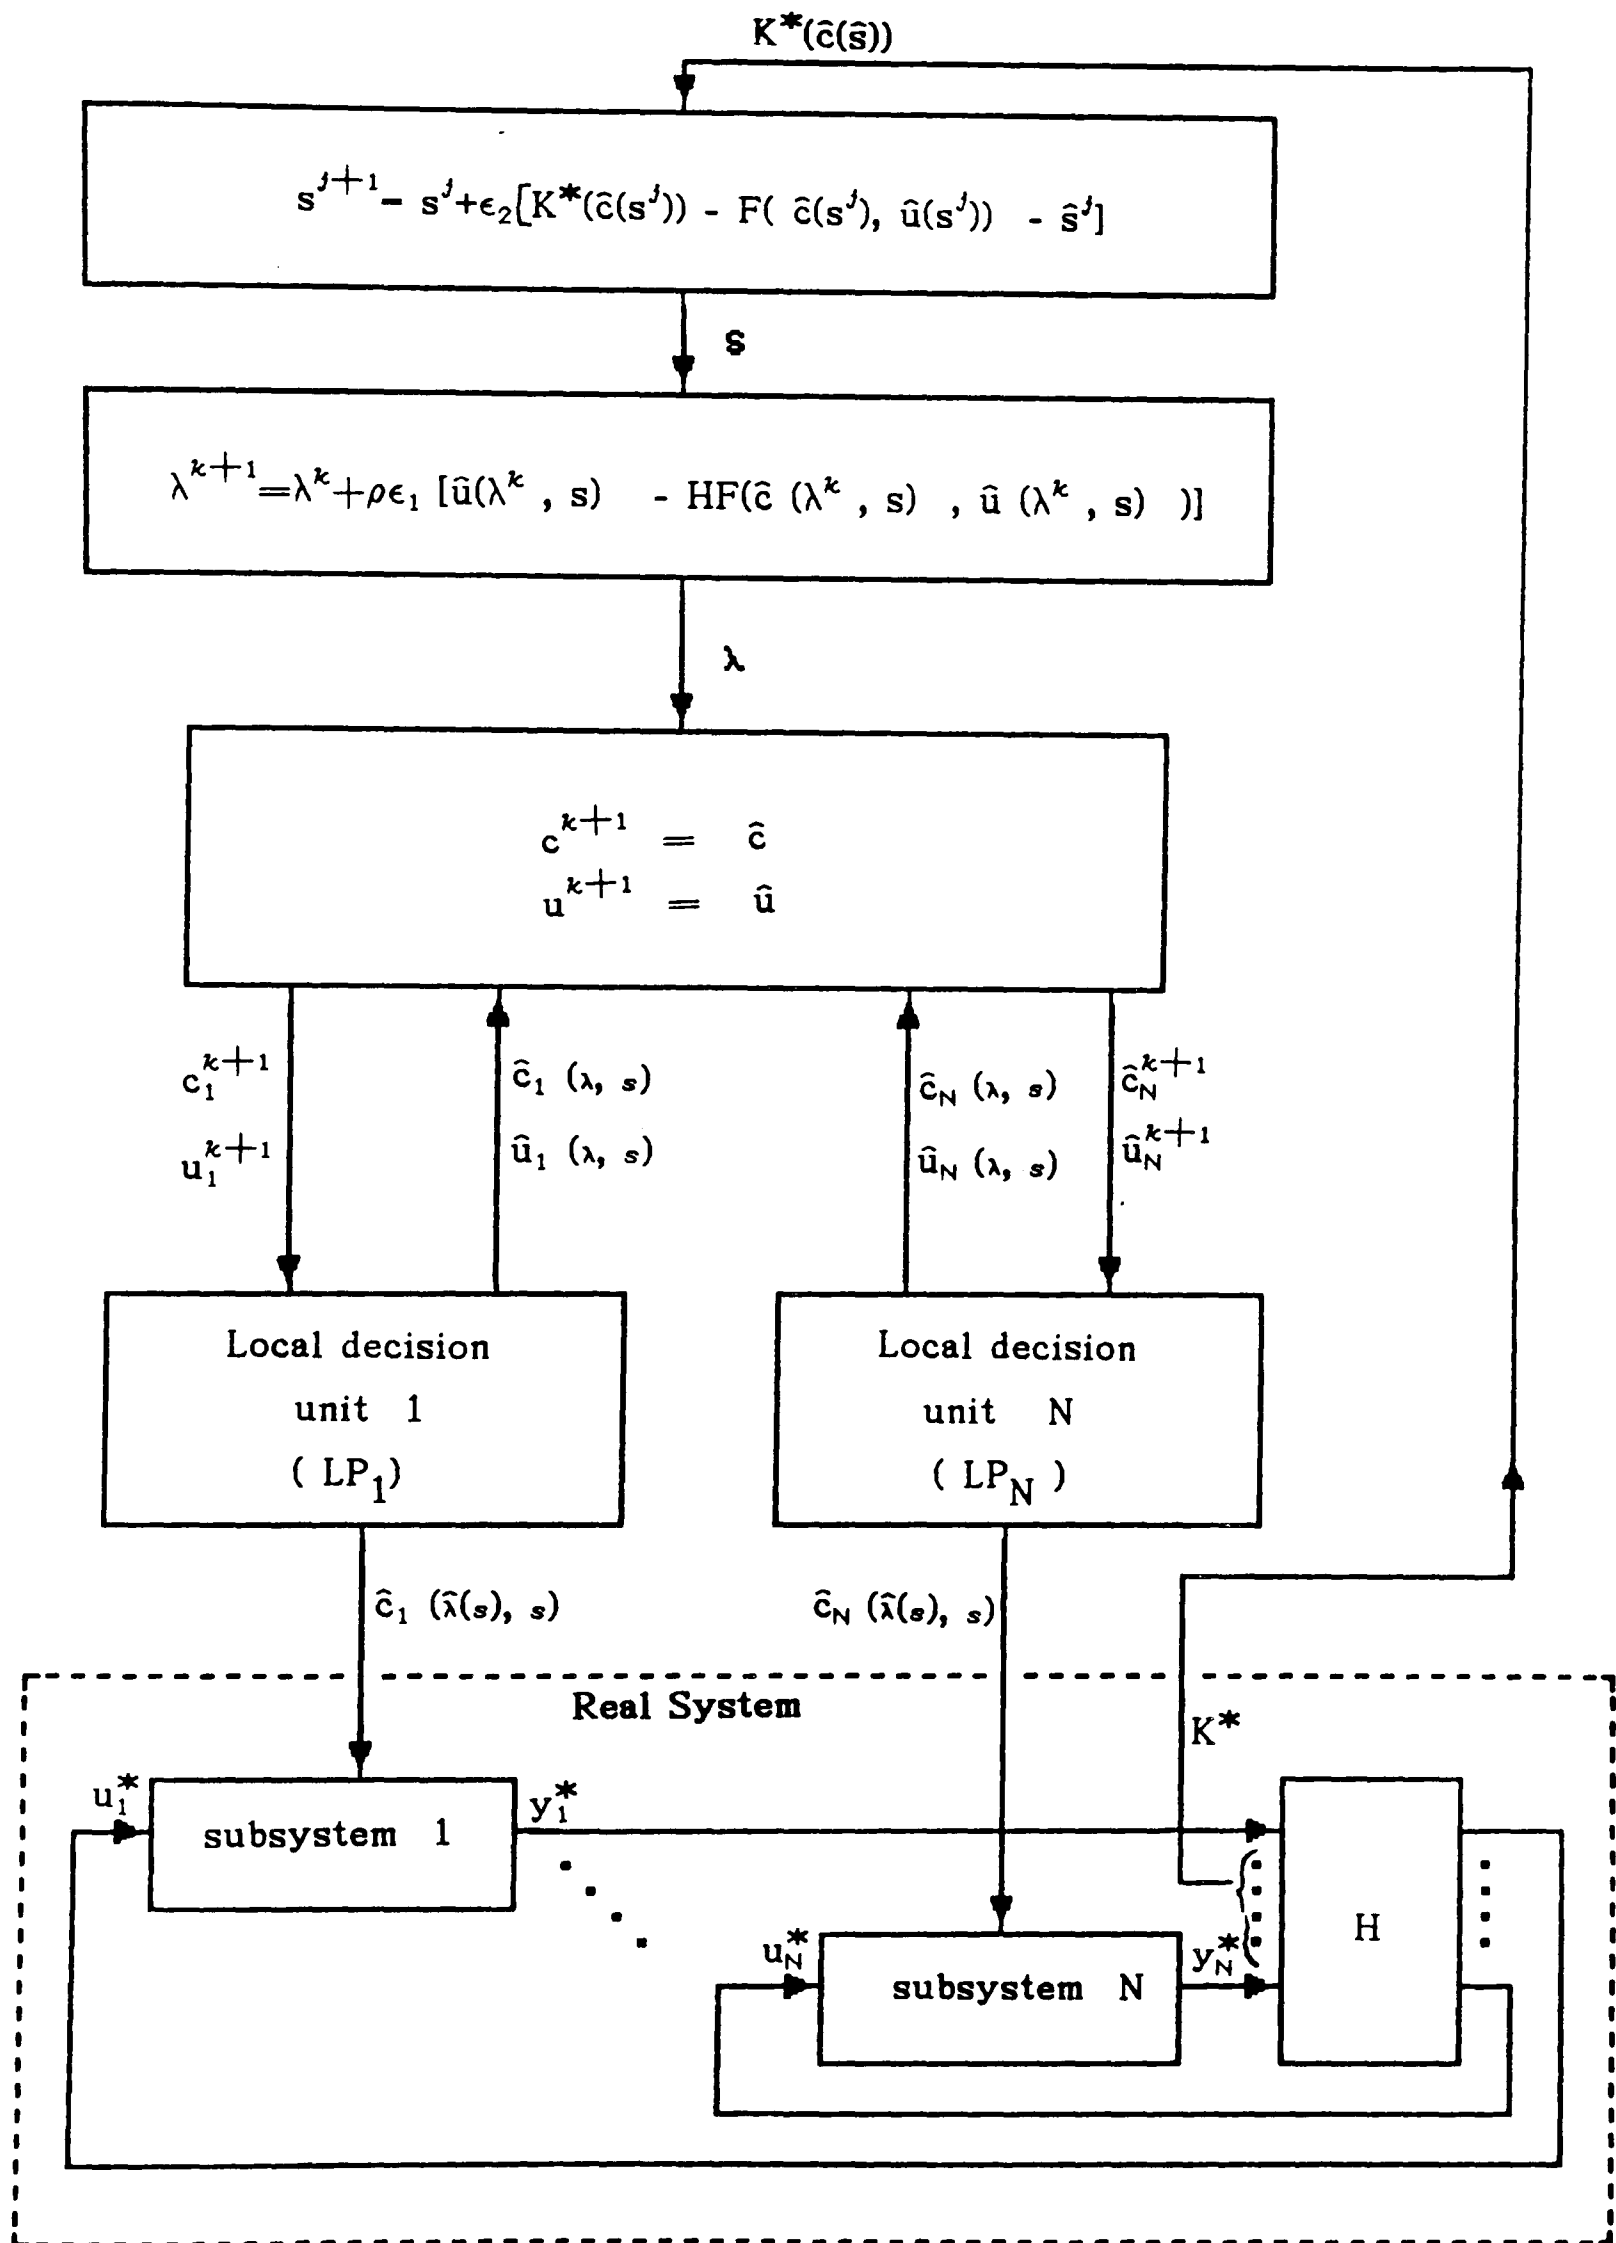 K*(ĉ(ŝ))
s^{j+1} - s^j+ϵ₂[K*(ĉ(s^j)) - F( ĉ(s^j), û(s^j)) - ŝ^j]
s
λ^{k+1}=λ^k+ρϵ₁ [û(λ^k , s) - HF(ĉ (λ^k , s) , û (λ^k , s) )]
λ
c^{k+1} = ĉ
u^{k+1} = û
c₁^{k+1}
u₁^{k+1}
ĉ₁ (λ, s)
û₁ (λ, s)
ĉ_N (λ, s)
û_N (λ, s)
ĉ_N^{k+1}
û_N^{k+1}
Local decision
unit 1
( LP₁)
Local decision
unit N
( LP_N )
ĉ₁ (λ̂(s), s)
ĉ_N (λ̂(s), s)
Real System
K*
u₁*
subsystem 1
y₁*
u_N*
subsystem N
y_N*
H